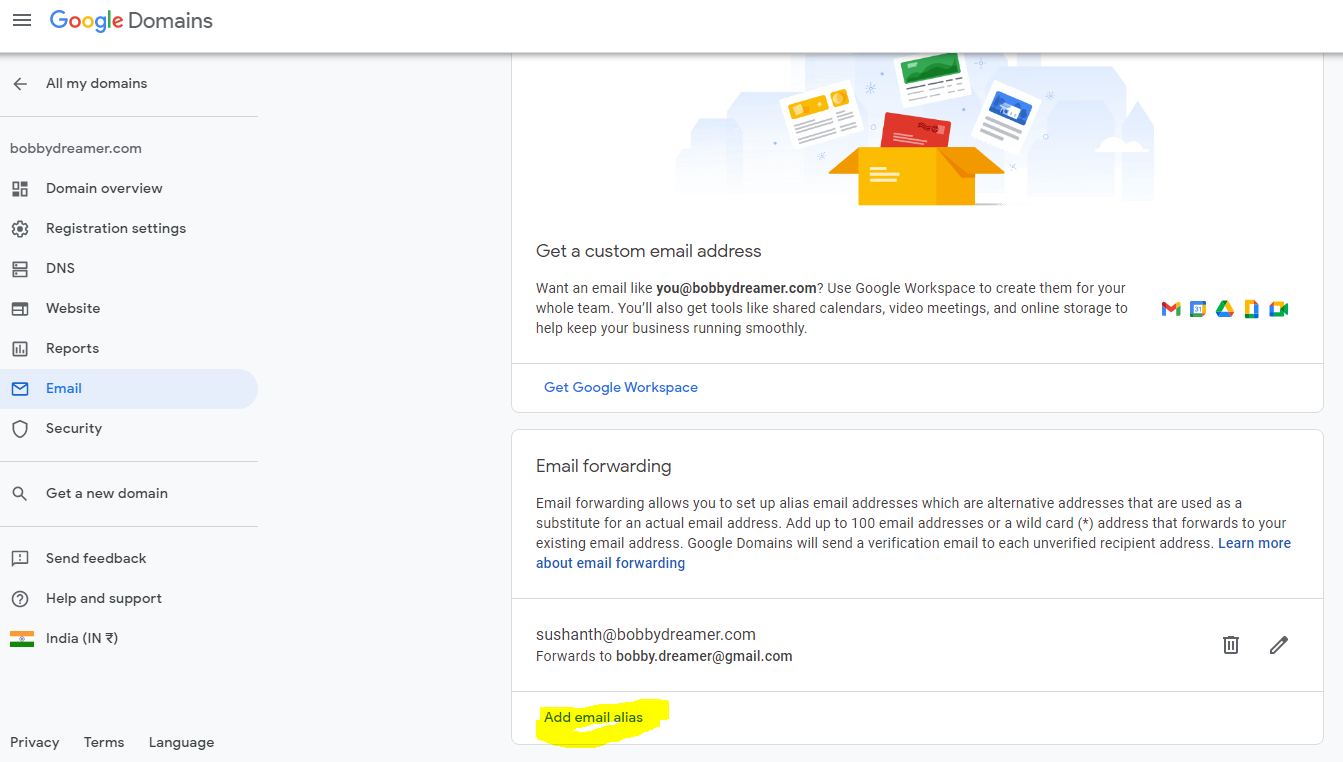 Google Domains
All my domains
bobbydreamer.com
Domain overview
Registration settings
DNS
Website
Reports
Email
Security
Get a new domain
Send feedback
Help and support
India (IN ₹)
Privacy Terms Language
Get a custom email address
Want an email like you@bobbydreamer.com? Use Google Workspace to create them for your
whole team. You’ll also get tools like shared calendars, video meetings, and online storage to
help keep your business running smoothly.
31
Get Google Workspace
Email forwarding
Email forwarding allows you to set up alias email addresses which are alternative addresses that are used as a
substitute for an actual email address. Add up to 100 email addresses or a wild card (*) address that forwards to your
existing email address. Google Domains will send a verification email to each unverified recipient address. Learn more
about email forwarding
sushanth@bobbydreamer.com
Forwards to bobby.dreamer@gmail.com
Add email alias